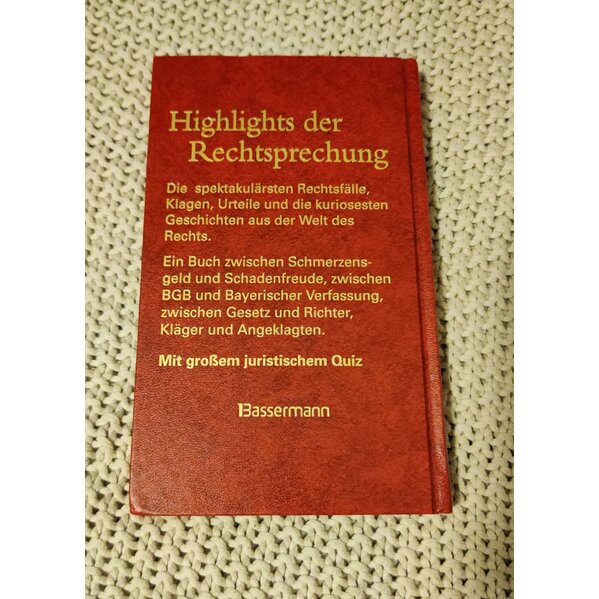 Highlights der
Rechtsprechung
Die spektakulärsten Rechtsfälle,
Klagen, Urteile und die kuriosesten
Geschichten aus der Welt des
Rechts.
Ein Buch zwischen Schmerzens-
geld und Schadenfreude, zwischen
BGB und Bayerischer Verfassung,
zwischen Gesetz und Richter,
Kläger und Angeklagten.
Mit großem juristischem Quiz
Bassermann